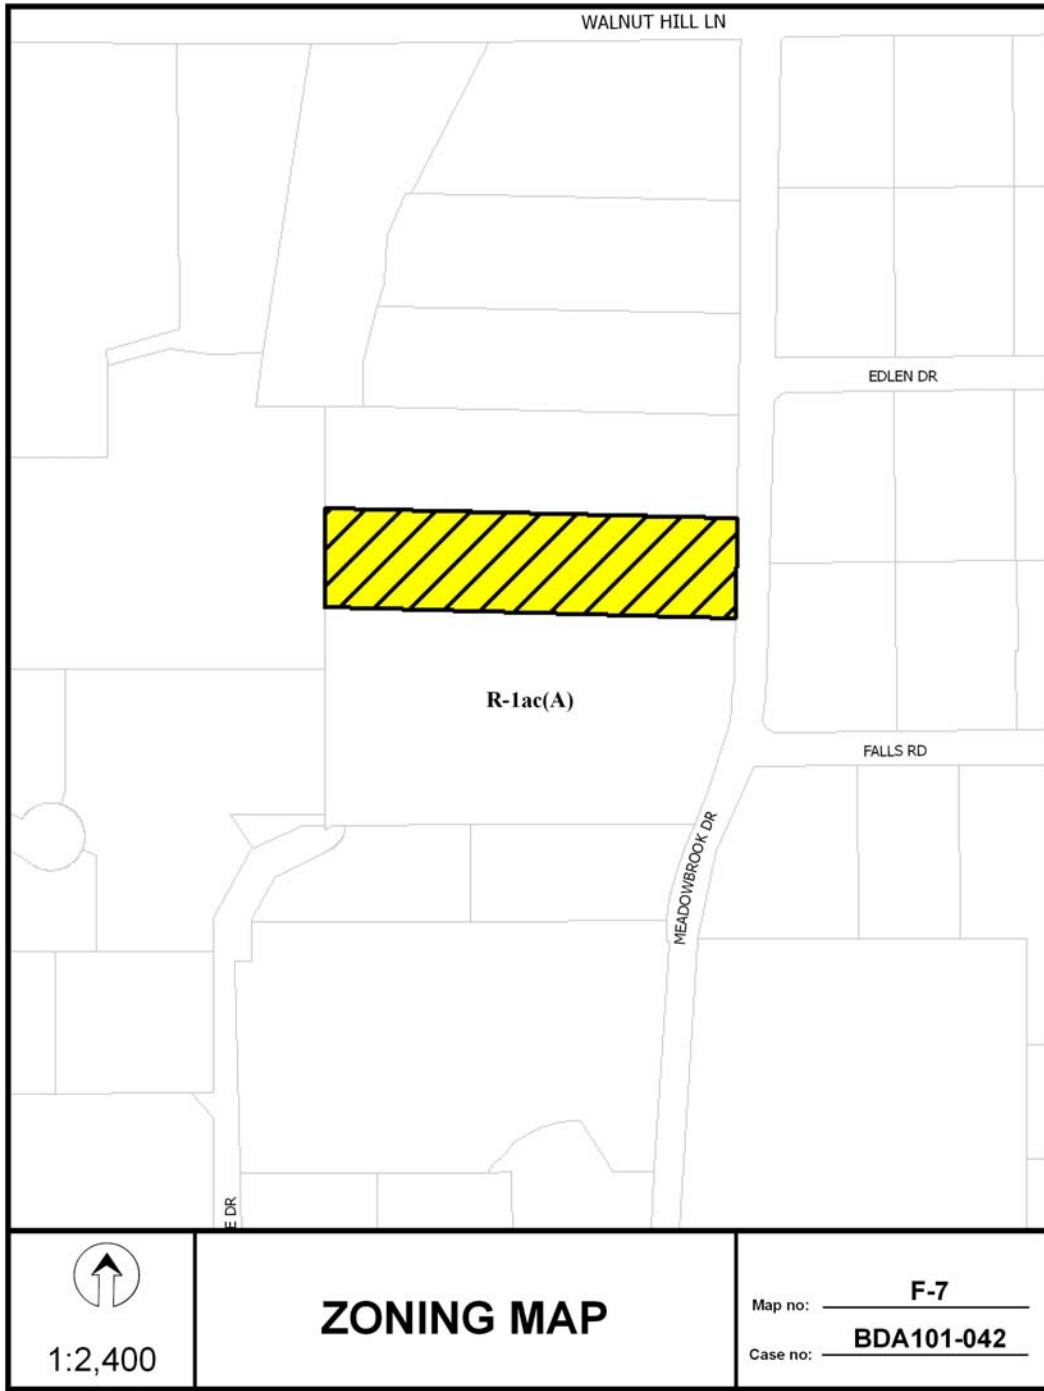 WALNUT HILL LN
EDLEN DR
R-1ac(A)
FALLS RD
MEADOWBROOK DR
E DR
1:2,400
ZONING MAP
Map no: F-7
Case no: BDA101-042